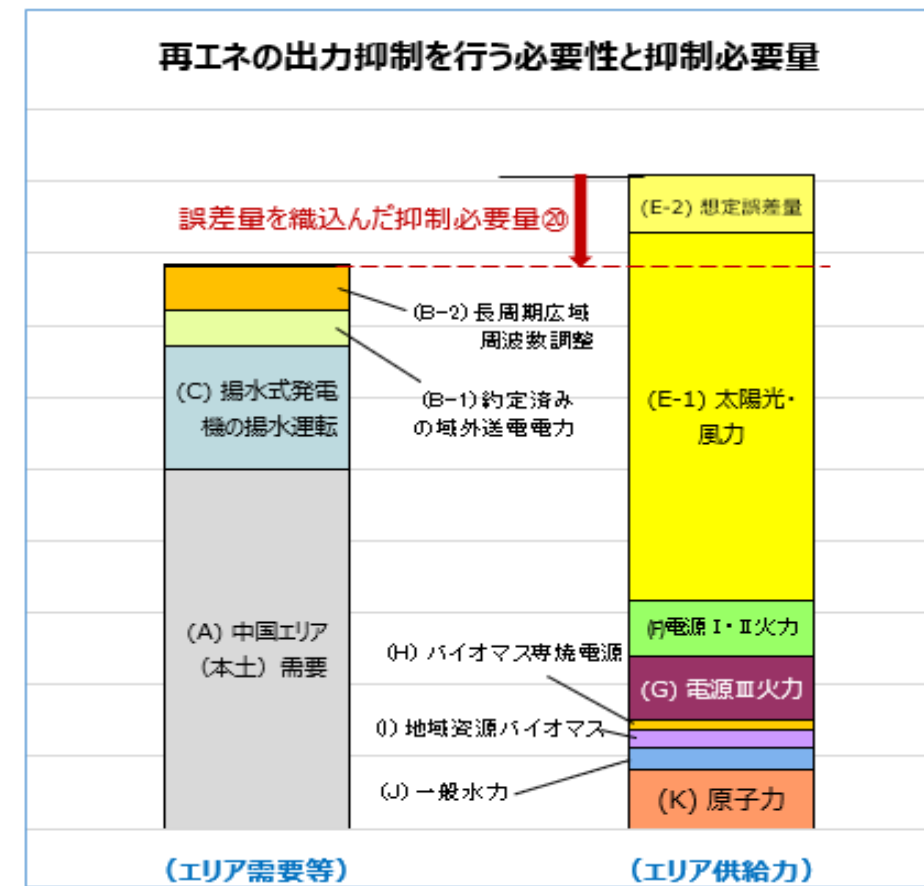 再エネの出力抑制を行う必要性と抑制必要量
誤差量を織込んだ抑制必要量⑳
(E-2) 想定誤差量
(B-2) 長周期広域
周波数調整
(B-1) 約定済み
の域外送電電力
(C) 揚水式発電
機の揚水運転
(E-1) 太陽光・
風力
(A) 中国エリア
（本土）需要
(F)電源Ⅰ・Ⅱ火力
(H) バイオマス専焼電源
(G) 電源Ⅲ火力
(I) 地域資源バイオマス
(J) 一般水力
(K) 原子力
（エリア需要等）
（エリア供給力）